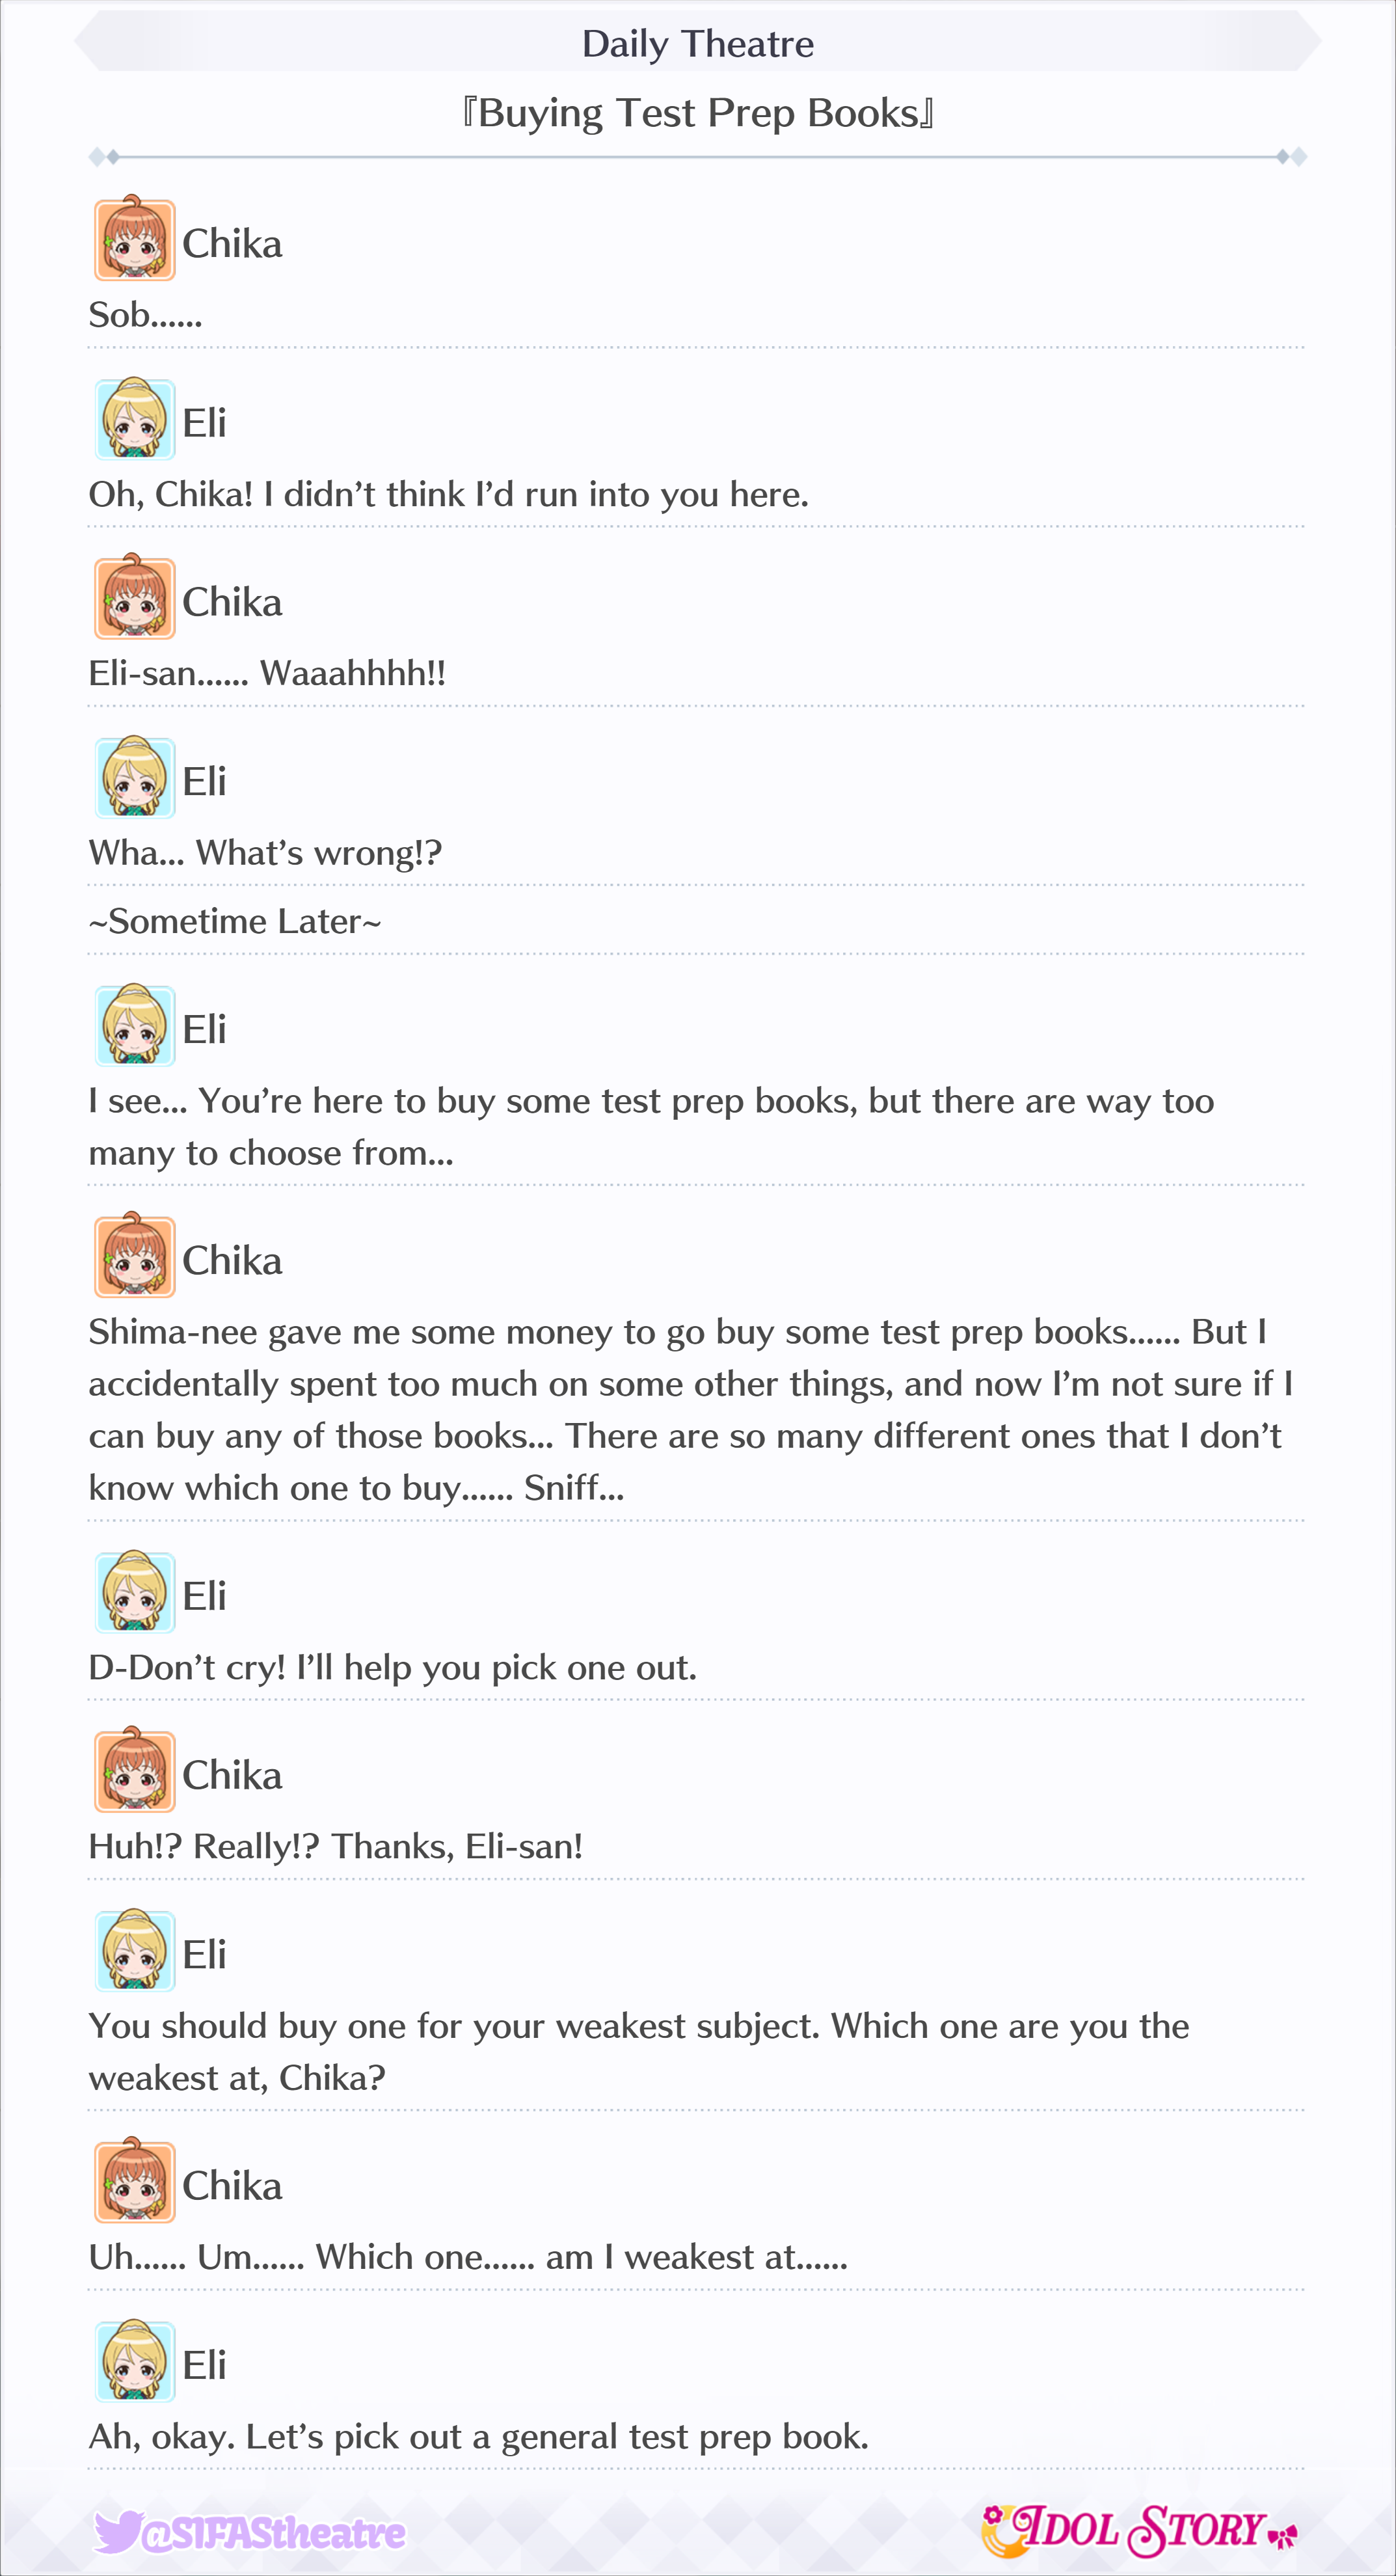 Daily Theatre
『Buying Test Prep Books』
Chika
Sob......
Eli
Oh, Chika! I didn’t think I’d run into you here.
Chika
Eli-san...... Waaahhhh!!
Eli
Wha... What’s wrong!?
~Sometime Later~
Eli
I see... You’re here to buy some test prep books, but there are way too
many to choose from...
Chika
Shima-nee gave me some money to go buy some test prep books...... But I
accidentally spent too much on some other things, and now I’m not sure if I
can buy any of those books... There are so many different ones that I don’t
know which one to buy...... Sniff...
Eli
D-Don’t cry! I’ll help you pick one out.
Chika
Huh!? Really!? Thanks, Eli-san!
Eli
You should buy one for your weakest subject. Which one are you the
weakest at, Chika?
Chika
Uh...... Um...... Which one...... am I weakest at......
Eli
Ah, okay. Let’s pick out a general test prep book.
@SIFAStheatre
IDOL STORY